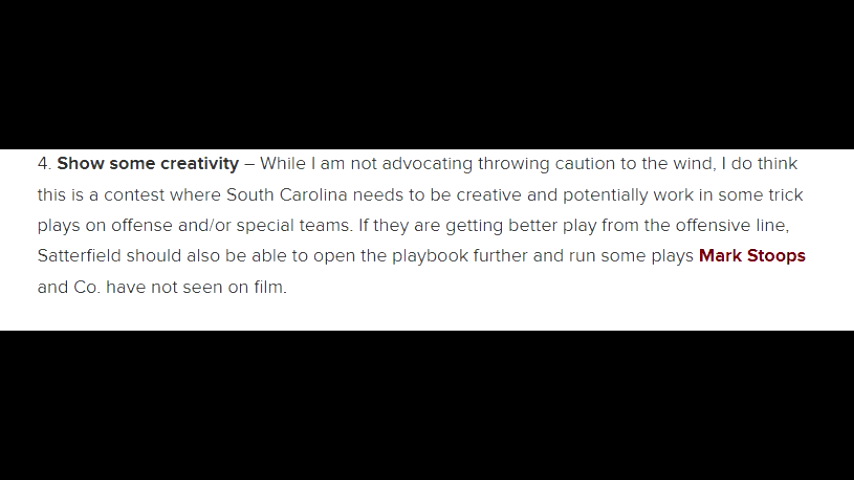 4. Show some creativity – While I am not advocating throwing caution to the wind, I do think
this is a contest where South Carolina needs to be creative and potentially work in some trick
plays on offense and/or special teams. If they are getting better play from the offensive line,
Satterfield should also be able to open the playbook further and run some plays Mark Stoops
and Co. have not seen on film.